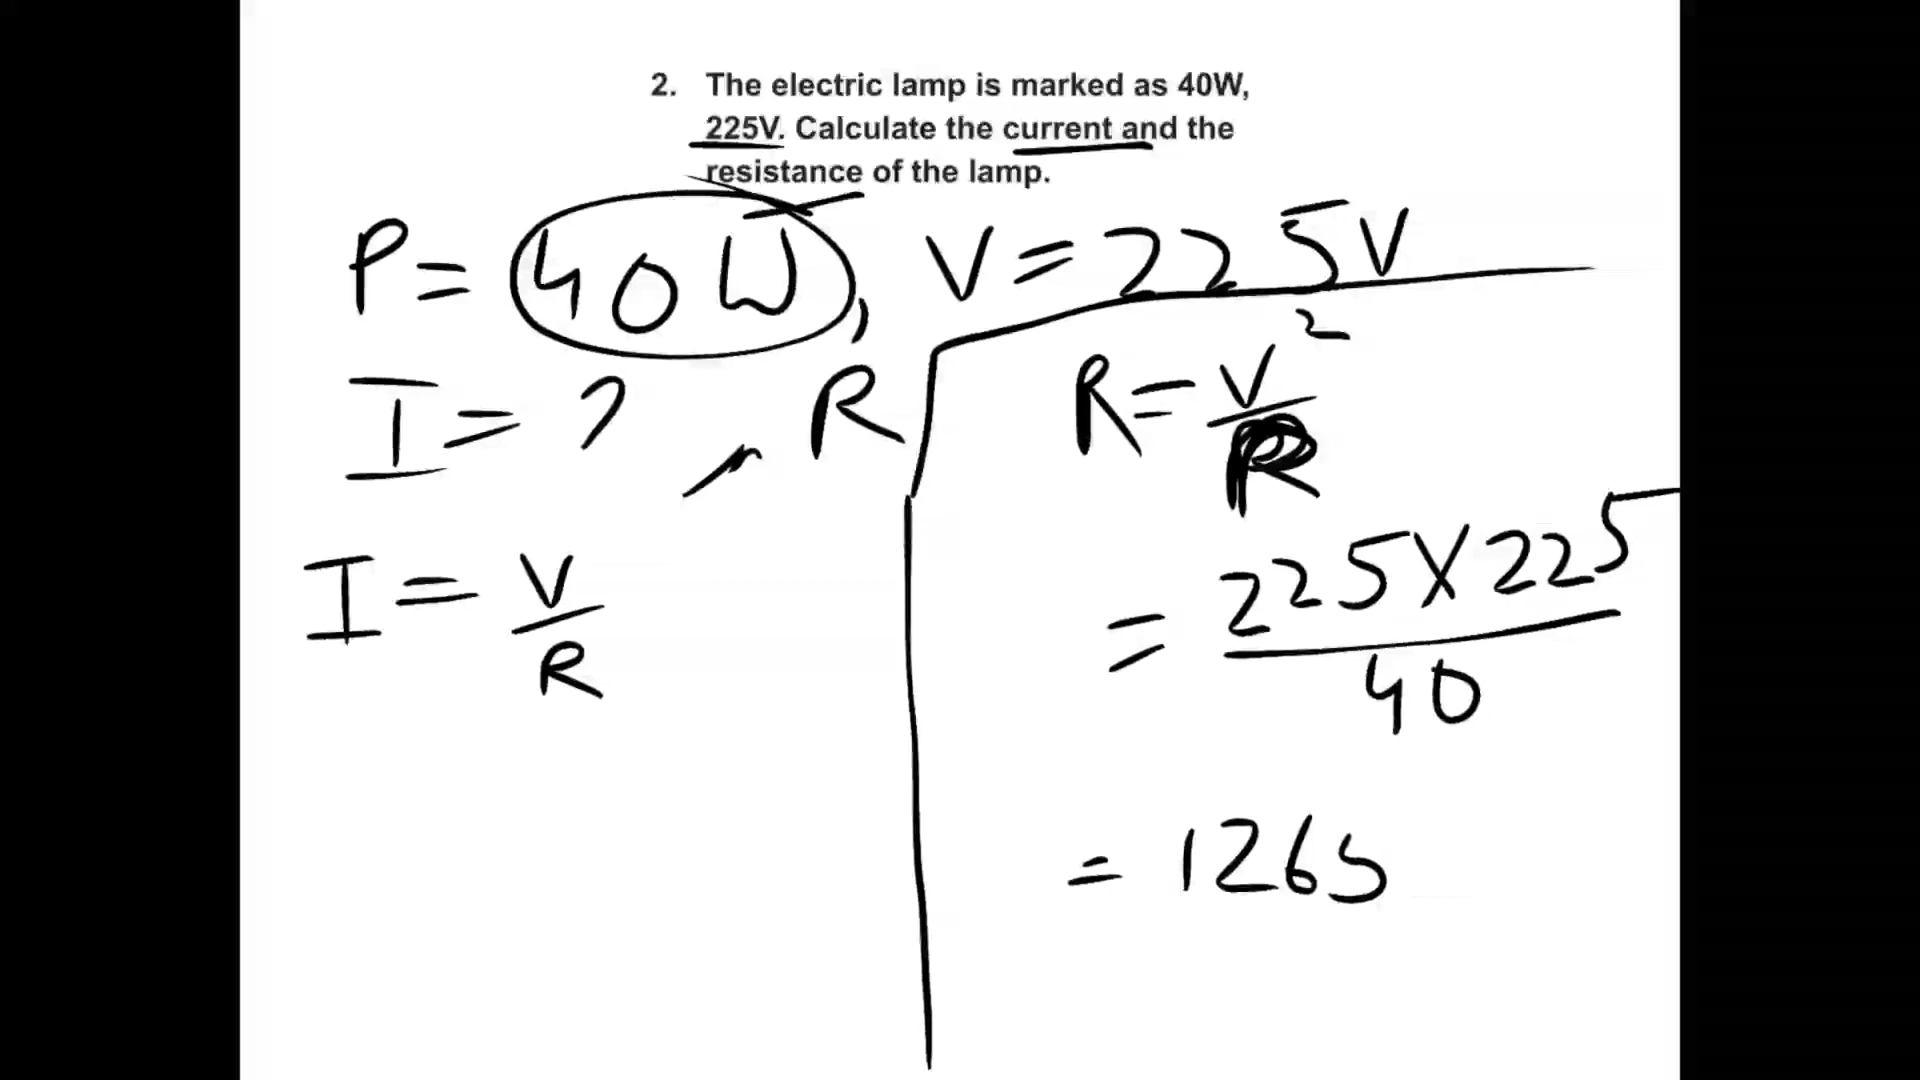 2. The electric lamp is marked as 40W,
225V. Calculate the current and the
resistance of the lamp.
P = 40 W, V = 225V
I = ? , R
I = V/R
R = V²/P
= 225 X 225 / 40
= 1265